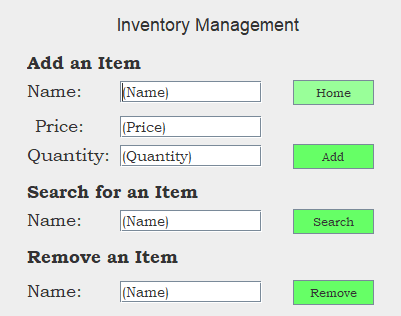 Inventory Management
Add an Item
Name: (Name) Home
Price: (Price)
Quantity: (Quantity) Add
Search for an Item
Name: (Name) Search
Remove an Item
Name: (Name) Remove